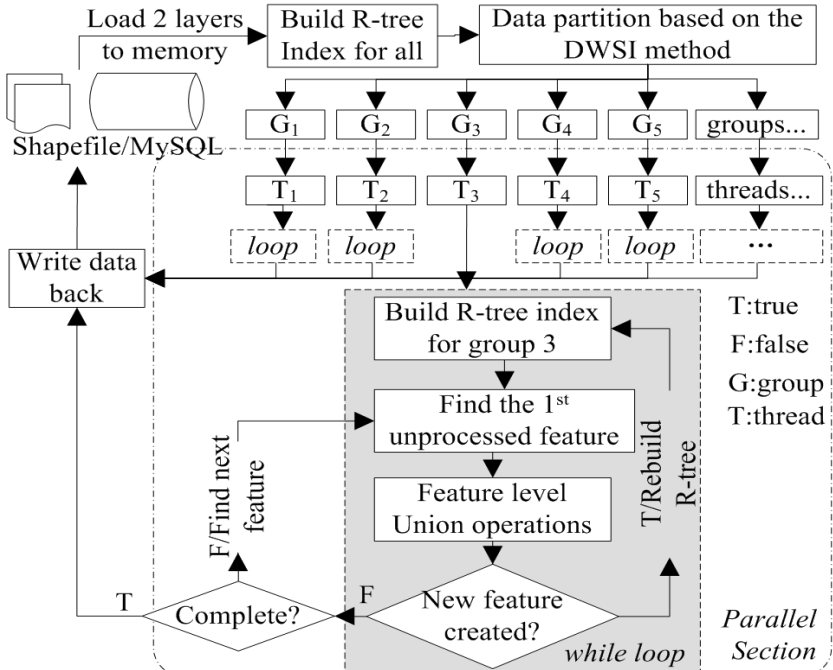 Load 2 layers
to memory
Build R-tree
Index for all
Data partition based on the
DWSI method
Shapefile/MySQL
G1
G2
G3
G4
G5
groups...
T1
T2
T3
T4
T5
threads...
loop
loop
loop
loop
...
Write data
back
Build R-tree index
for group 3
Find the 1st
unprocessed feature
Feature level
Union operations
New feature
created?
while loop
Complete?
T
F
F/Find next
feature
T/Rebuild
R-tree
T:true
F:false
G:group
T:thread
Parallel
Section